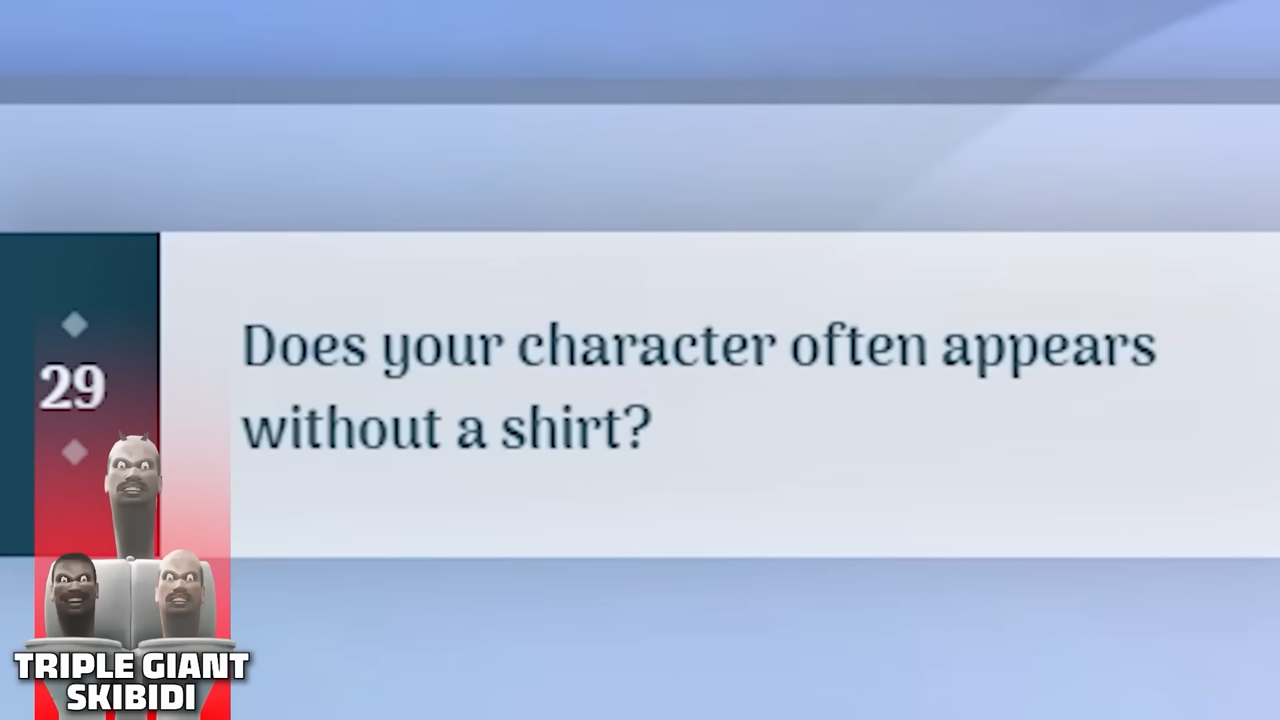 29
Does your character often appears
without a shirt?
TRIPLE GIANT
SKIBIDI